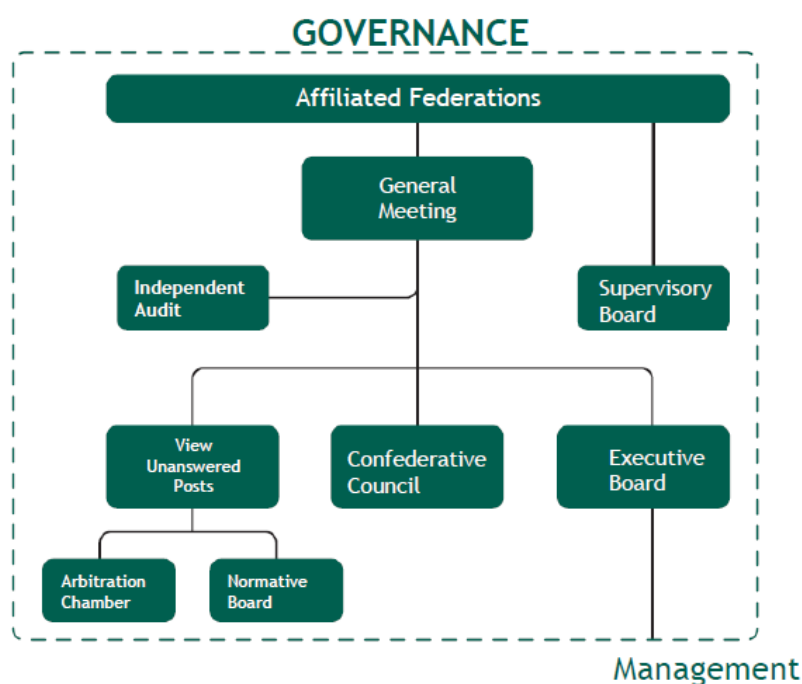 GOVERNANCE
Affiliated Federations
General
Meeting
Independent
Audit
Supervisory
Board
View
Unanswered
Posts
Confederative
Council
Executive
Board
Arbitration
Chamber
Normative
Board
Management